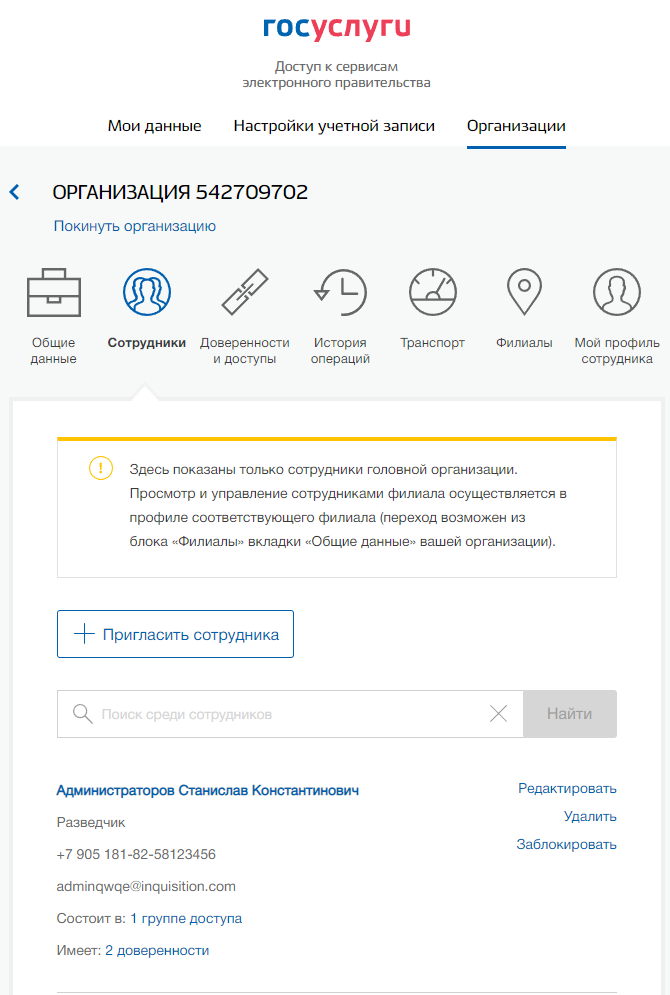 госуслуги
Доступ к сервисам
электронного правительства
Мои данные Настройки учетной записи Организации
ОРГАНИЗАЦИЯ 542709702
Покинуть организацию
Общие данные
Сотрудники
Доверенности и доступы
История операций
Транспорт
Филиалы
Мой профиль сотрудника
Здесь показаны только сотрудники головной организации.
Просмотр и управление сотрудниками филиала осуществляется в
профиле соответствующего филиала (переход возможен из
блока «Филиалы» вкладки «Общие данные» вашей организации).
Пригласить сотрудника
Поиск среди сотрудников Найти
Администраторов Станислав Константинович Редактировать
Разведчик Удалить
+7 905 181-82-58123456 Заблокировать
adminqwqe@inquisition.com
Состоит в: 1 группе доступа
Имеет: 2 доверенности